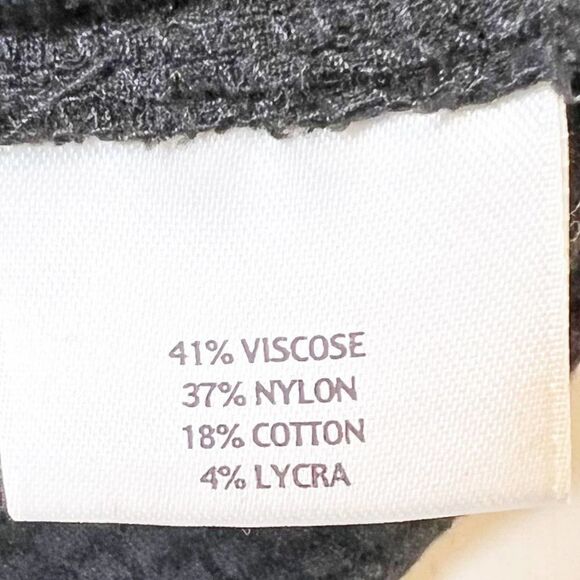 41% VISCOSE
37% NYLON
18% COTTON
4% LYCRA